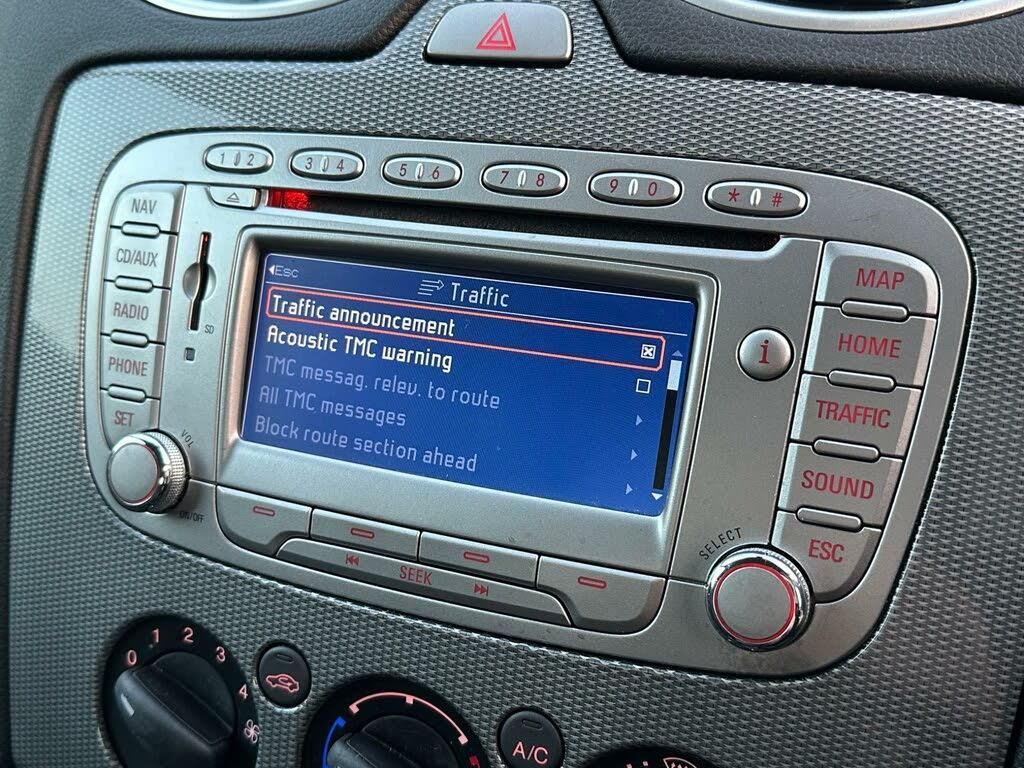 1 2
3 4
5 6
7 8
9 0
* #
NAV
CD/AUX
RADIO
PHONE
SET
SD
VOL
ON/OFF
Esc
Traffic
Traffic announcement
Acoustic TMC warning
TMC messag. relev. to route
All TMC messages
Block route section ahead
i
MAP
HOME
TRAFFIC
SOUND
ESC
SELECT
SEEK
0 1 2 3 4
A/C